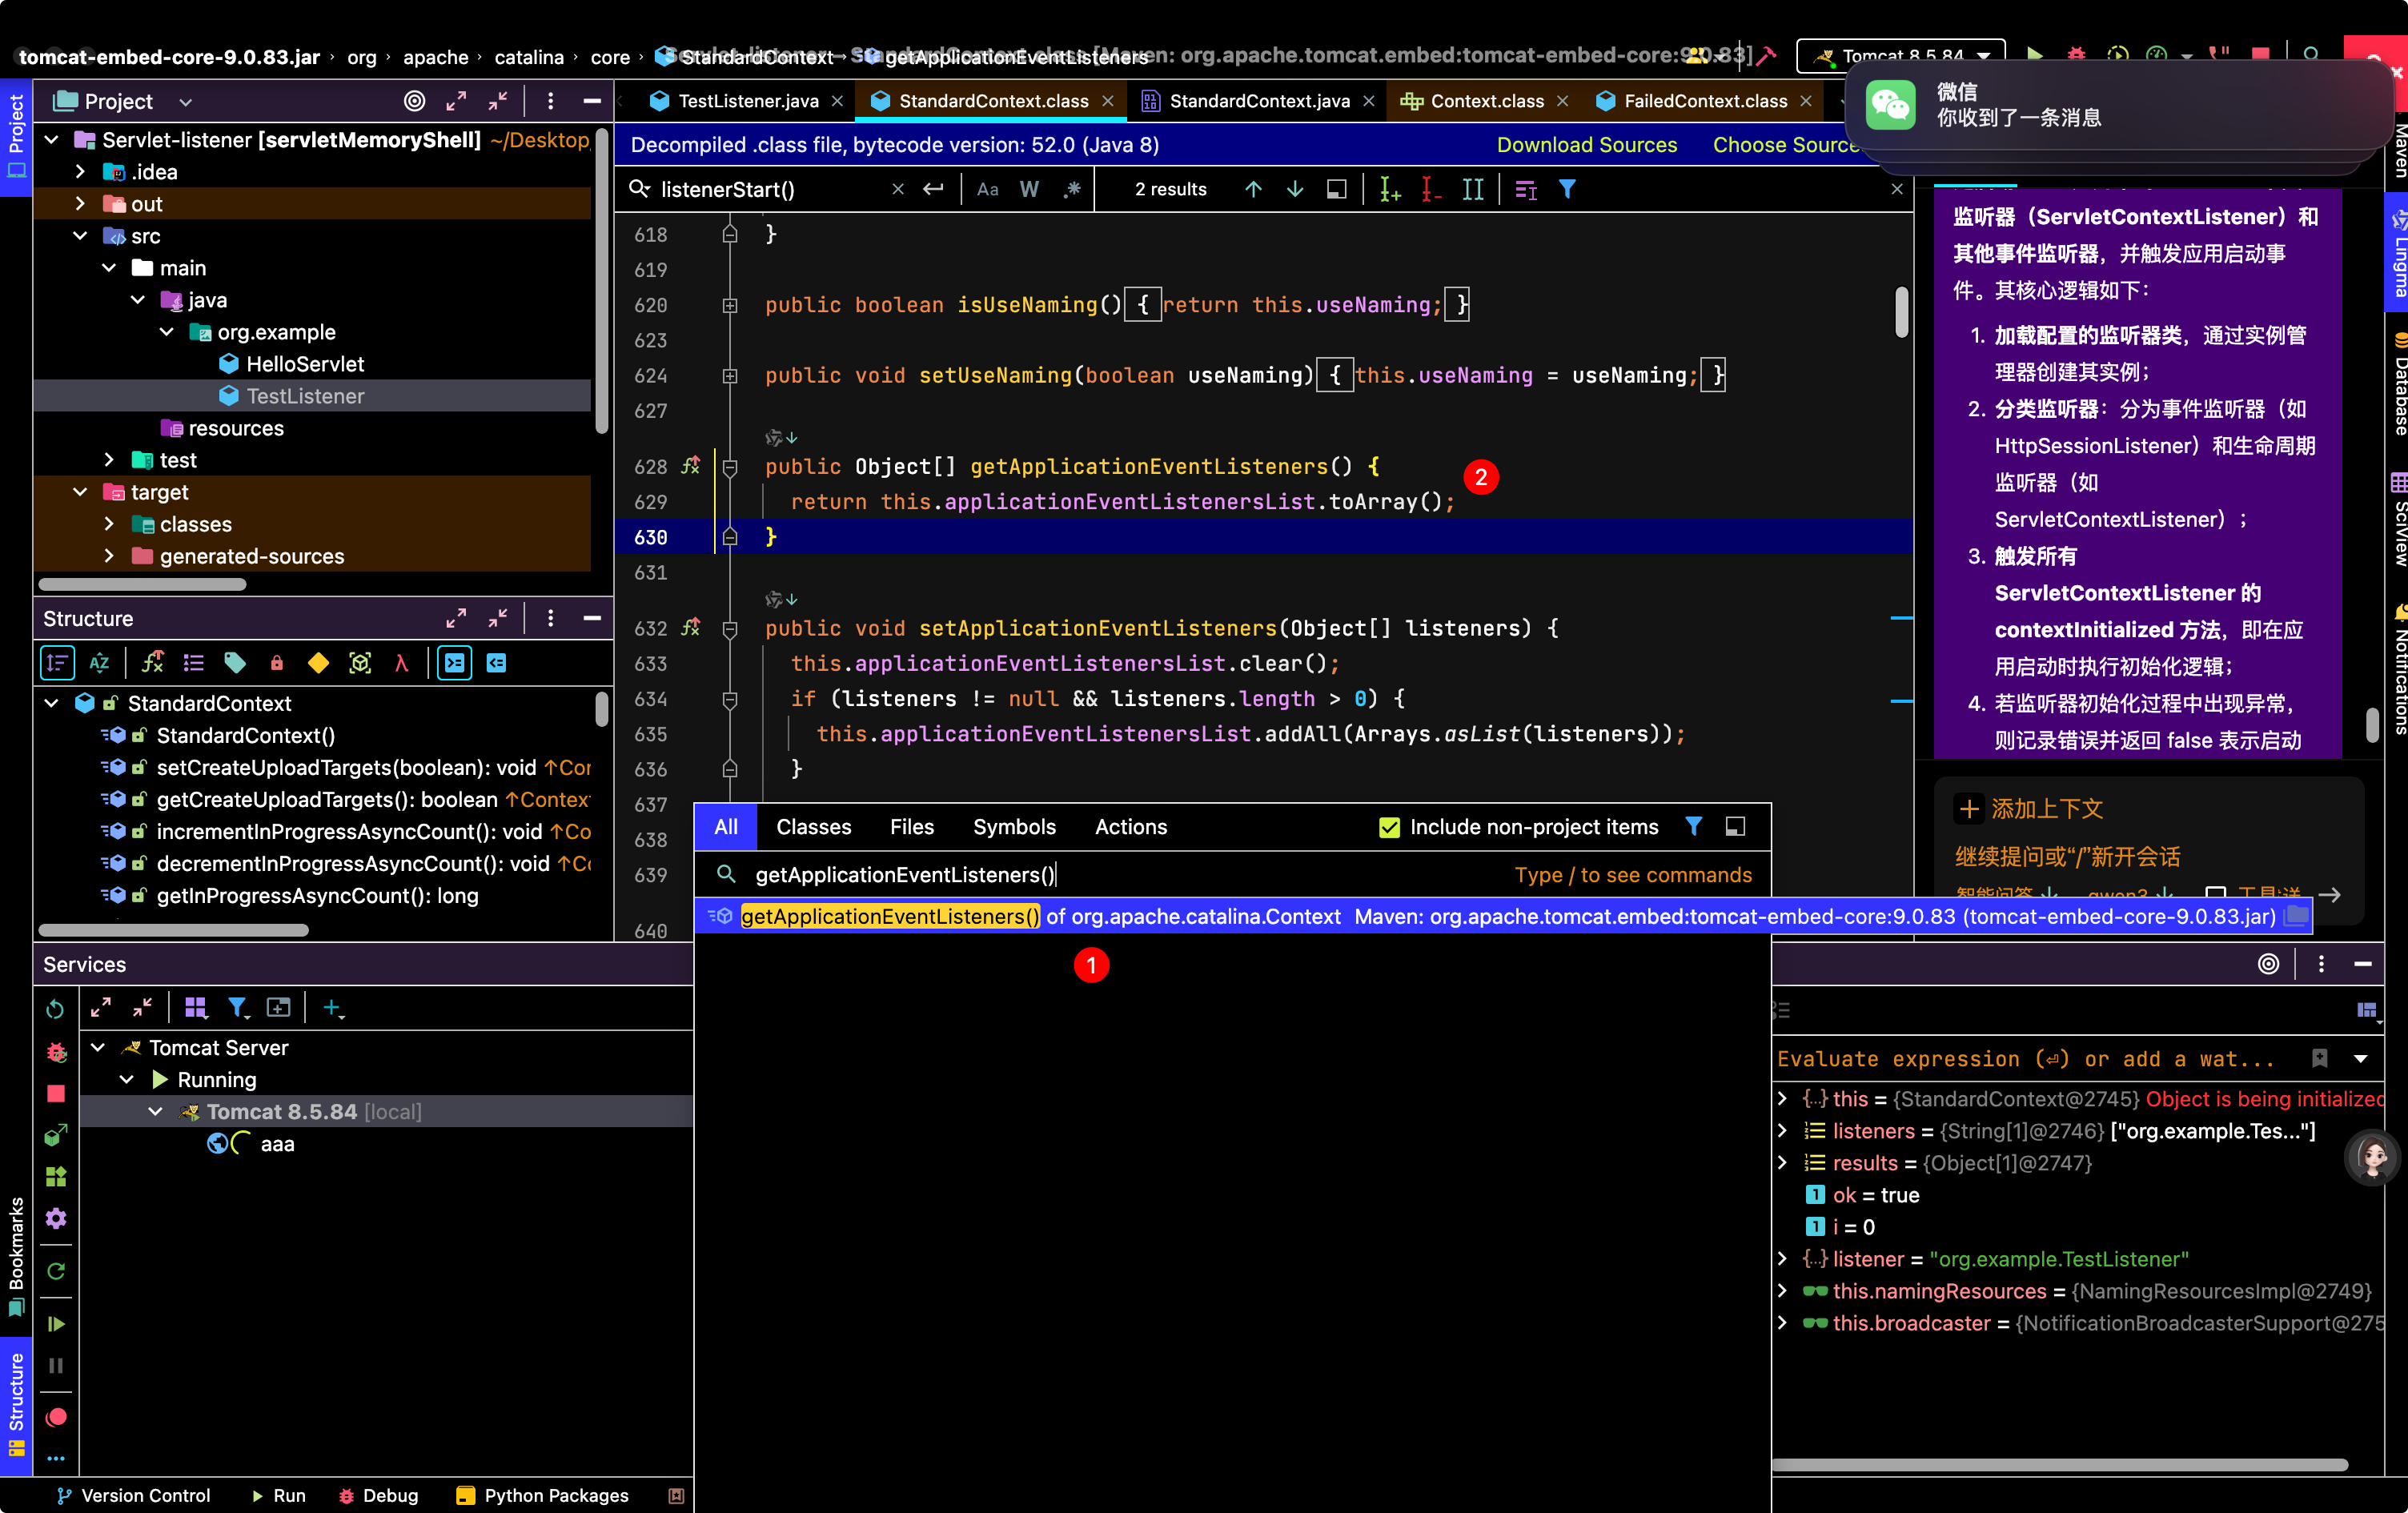 tomcat-embed-core-9.0.83.jar › org › apache › catalina › core › StandardContext › getApplicationEventListeners
Servlet-listener – StandardContext.class [Maven: org.apache.tomcat.embed:tomcat-embed-core:9.0.83]
Tomcat 8.5.84
微信
你收到了一条消息
Project
Project
TestListener.java
StandardContext.class
StandardContext.java
Context.class
FailedContext.class
Decompiled .class file, bytecode version: 52.0 (Java 8)
Download Sources
Choose Source
listenerStart()
Aa
W
2 results
Servlet-listener [servletMemoryShell] ~/Desktop
.idea
out
src
main
java
org.example
HelloServlet
TestListener
resources
test
target
classes
generated-sources
618 }
619
620 public boolean isUseNaming() { return this.useNaming; }
623
624 public void setUseNaming(boolean useNaming) { this.useNaming = useNaming; }
627
628 public Object[] getApplicationEventListeners() {
2
629 return this.applicationEventListenersList.toArray();
630 }
631
632 public void setApplicationEventListeners(Object[] listeners) {
633 this.applicationEventListenersList.clear();
634 if (listeners != null && listeners.length > 0) {
635 this.applicationEventListenersList.addAll(Arrays.asList(listeners));
636 }
637
638
639
640
监听器（ServletContextListener）和
其他事件监听器，并触发应用启动事
件。其核心逻辑如下：
1. 加载配置的监听器类，通过实例管
理器创建其实例；
2. 分类监听器：分为事件监听器（如
HttpSessionListener）和生命周期
监听器（如
ServletContextListener）；
3. 触发所有
ServletContextListener 的
contextInitialized 方法，即在应
用启动时执行初始化逻辑；
4. 若监听器初始化过程中出现异常，
则记录错误并返回 false 表示启动
添加上下文
继续提问或“/”新开会话
Maven
Lingma
Database
SciView
Notifications
Structure
StandardContext
StandardContext()
setCreateUploadTargets(boolean): void ↑Cor
getCreateUploadTargets(): boolean ↑Contex
incrementInProgressAsyncCount(): void ↑Co
decrementInProgressAsyncCount(): void ↑C
getInProgressAsyncCount(): long
All
Classes
Files
Symbols
Actions
Include non-project items
getApplicationEventListeners()
Type / to see commands
getApplicationEventListeners() of org.apache.catalina.Context Maven: org.apache.tomcat.embed:tomcat-embed-core:9.0.83 (tomcat-embed-core-9.0.83.jar)
1
Services
Tomcat Server
Running
Tomcat 8.5.84 [local]
aaa
Evaluate expression (⏎) or add a wat...
this = {StandardContext@2745} Object is being initialized
listeners = {String[1]@2746} ["org.example.Tes..."]
results = {Object[1]@2747}
ok = true
i = 0
listener = "org.example.TestListener"
this.namingResources = {NamingResourcesImpl@2749}
this.broadcaster = {NotificationBroadcasterSupport@275
Bookmarks
Structure
Version Control
Run
Debug
Python Packages